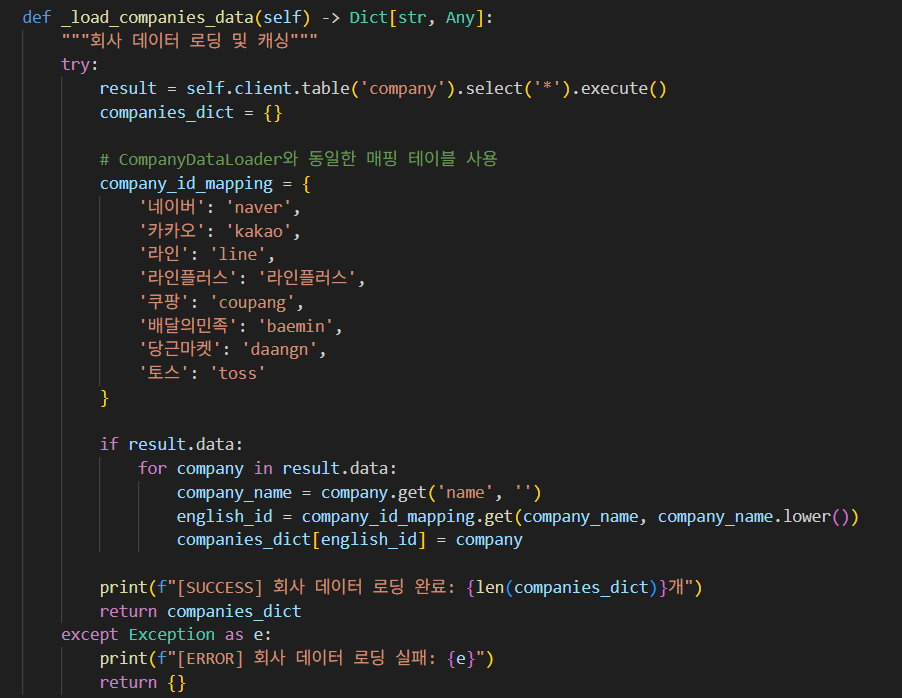 def _load_companies_data(self) -> Dict[str, Any]:
    """회사 데이터 로딩 및 캐싱"""
    try:
        result = self.client.table('company').select('*').execute()
        companies_dict = {}

        # CompanyDataLoader와 동일한 매핑 테이블 사용
        company_id_mapping = {
            '네이버': 'naver',
            '카카오': 'kakao',
            '라인': 'line',
            '라인플러스': '라인플러스',
            '쿠팡': 'coupang',
            '배달의민족': 'baemin',
            '당근마켓': 'daangn',
            '토스': 'toss'
        }

        if result.data:
            for company in result.data:
                company_name = company.get('name', '')
                english_id = company_id_mapping.get(company_name, company_name.lower())
                companies_dict[english_id] = company

        print(f"[SUCCESS] 회사 데이터 로딩 완료: {len(companies_dict)}개")
        return companies_dict
    except Exception as e:
        print(f"[ERROR] 회사 데이터 로딩 실패: {e}")
        return {}